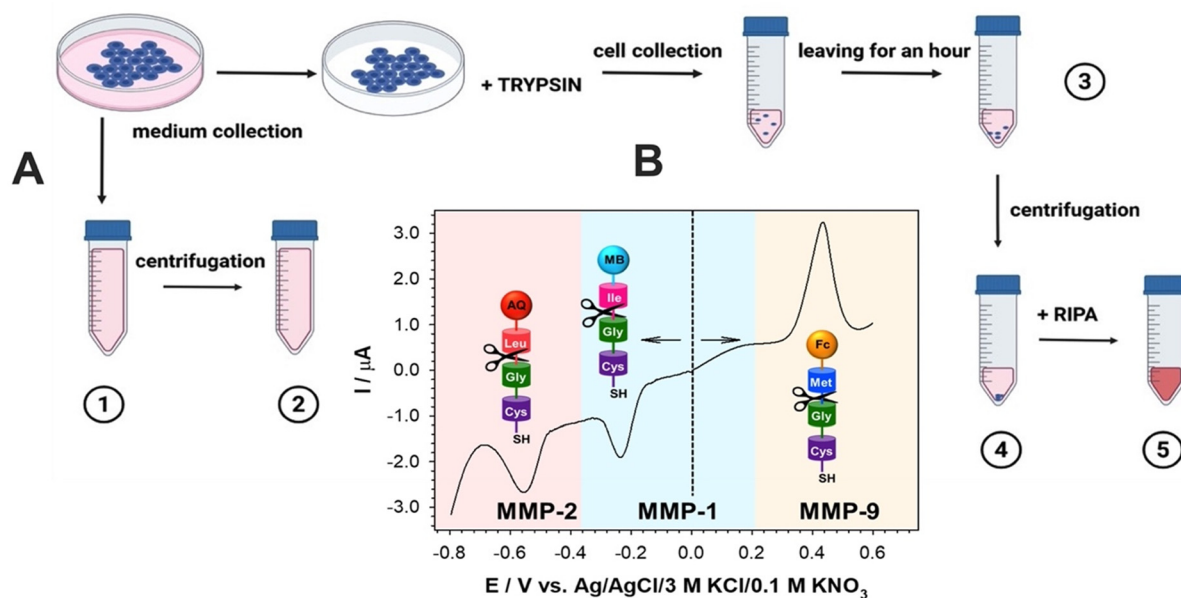 A
B
+ TRYPSIN
cell collection
leaving for an hour
3
medium collection
centrifugation
1
2
centrifugation
+ RIPA
4
5
I / μA
3.0
2.0
1.0
0.0
-1.0
-2.0
-3.0
AQ
Leu
Gly
Cys
SH
MB
Ile
Gly
Cys
SH
Fc
Met
Gly
Cys
SH
MMP-2
MMP-1
MMP-9
-0.8 -0.6 -0.4 -0.2 0.0 0.2 0.4 0.6
E / V vs. Ag/AgCl/3 M KCl/0.1 M KNO₃